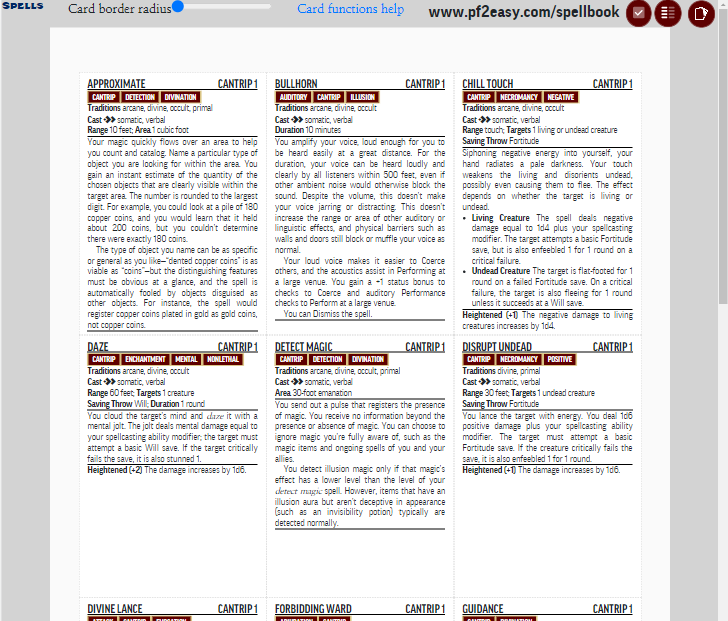 SPELLS
Card border radius
Card functions help
www.pf2easy.com/spellbook
APPROXIMATE CANTRIP 1
CANTRIP DETECTION DIVINATION
Traditions arcane, divine, occult, primal
Cast somatic, verbal
Range 10 feet; Area 1 cubic foot
Your magic quickly flows over an area to help
you count and catalog. Name a particular type of
object you are looking for within the area. You
gain an instant estimate of the quantity of the
chosen objects that are clearly visible within the
target area. The number is rounded to the largest
digit. For example, you could look at a pile of 180
copper coins, and you would learn that it held
about 200 coins, but you couldn't determine
there were exactly 180 coins.
The type of object you name can be as specific
or general as you like—"dented copper coins" is as
viable as "coins"—but the distinguishing features
must be obvious at a glance, and the spell is
automatically fooled by objects disguised as
other objects. For instance, the spell would
register copper coins plated in gold as gold coins,
not copper coins.
BULLHORN CANTRIP 1
AUDITORY CANTRIP ILLUSION
Traditions arcane, divine, occult
Cast somatic, verbal
Duration 10 minutes
You amplify your voice, loud enough for you to
be heard easily at a great distance. For the
duration, your voice can be heard loudly and
clearly by all listeners within 500 feet, even if
other ambient noise would otherwise block the
sound. Despite the volume, this doesn't make
your voice jarring or distracting. This doesn't
increase the range or area of other auditory or
linguistic effects, and physical barriers such as
walls and doors still block or muffle your voice as
normal.
Your loud voice makes it easier to Coerce
others, and the acoustics assist in Performing at
a large venue. You gain a +1 status bonus to
checks to Coerce and auditory Performance
checks to Perform at a large venue.
You can Dismiss the spell.
CHILL TOUCH CANTRIP 1
CANTRIP NECROMANCY NEGATIVE
Traditions arcane, divine, occult
Cast somatic, verbal
Range touch; Targets 1 living or undead creature
Saving Throw Fortitude
Siphoning negative energy into yourself, your
hand radiates a pale darkness. Your touch
weakens the living and disorients undead,
possibly even causing them to flee. The effect
depends on whether the target is living or
undead.
• Living Creature The spell deals negative
damage equal to 1d4 plus your spellcasting
modifier. The target attempts a basic Fortitude
save, but is also enfeebled 1 for 1 round on a
critical failure.
• Undead Creature The target is flat-footed for 1
round on a failed Fortitude save. On a critical
failure, the target is also fleeing for 1 round
unless it succeeds at a Will save.
Heightened (+1) The negative damage to living
creatures increases by 1d4.
DAZE CANTRIP 1
CANTRIP ENCHANTMENT MENTAL NONLETHAL
Traditions arcane, divine, occult
Cast somatic, verbal
Range 60 feet; Targets 1 creature
Saving Throw Will; Duration 1 round
You cloud the target's mind and daze it with a
mental jolt. The jolt deals mental damage equal to
your spellcasting ability modifier; the target must
attempt a basic Will save. If the target critically
fails the save, it is also stunned 1.
Heightened (+2) The damage increases by 1d6.
DETECT MAGIC CANTRIP 1
CANTRIP DETECTION DIVINATION
Traditions arcane, divine, occult, primal
Cast somatic, verbal
Area 30-foot emanation
You send out a pulse that registers the presence
of magic. You receive no information beyond the
presence or absence of magic. You can choose to
ignore magic you're fully aware of, such as the
magic items and ongoing spells of you and your
allies.
You detect illusion magic only if that magic's
effect has a lower level than the level of your
detect magic spell. However, items that have an
illusion aura but aren't deceptive in appearance
(such as an invisibility potion) typically are
detected normally.
DISRUPT UNDEAD CANTRIP 1
CANTRIP NECROMANCY POSITIVE
Traditions divine, primal
Cast somatic, verbal
Range 30 feet; Targets 1 undead creature
Saving Throw Fortitude
You lance the target with energy. You deal 1d6
positive damage plus your spellcasting ability
modifier. The target must attempt a basic
Fortitude save. If the creature critically fails the
save, it is also enfeebled 1 for 1 round.
Heightened (+1) The damage increases by 1d6.
DIVINE LANCE CANTRIP 1
FORBIDDING WARD CANTRIP 1
GUIDANCE CANTRIP 1